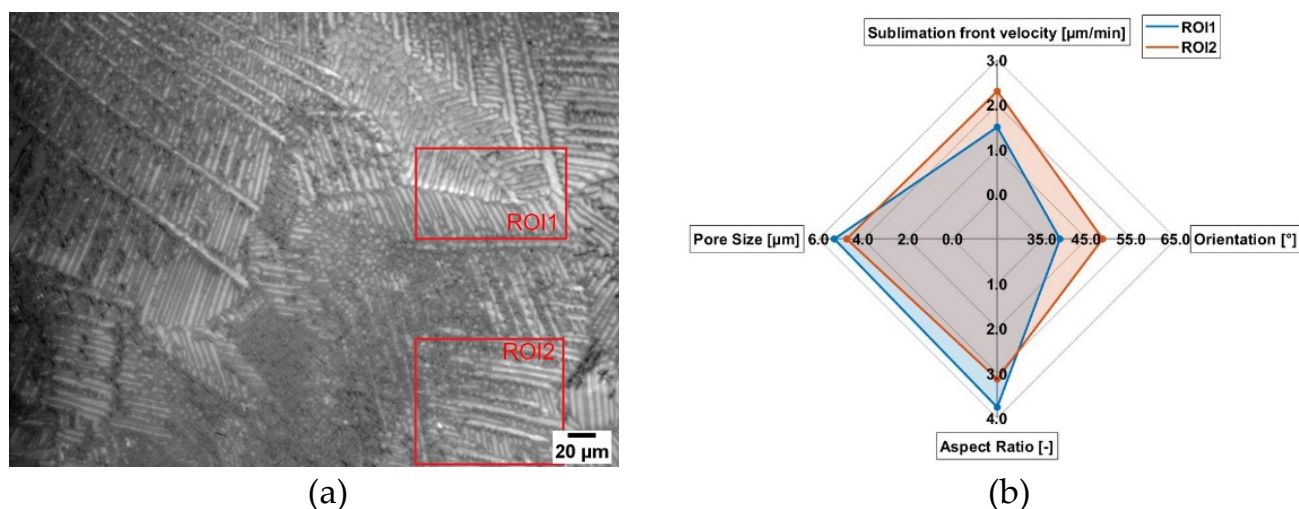 ROI1
ROI2
20 µm
(a)
Sublimation front velocity [µm/min]
ROI1
ROI2
3.0
2.0
1.0
0.0
Pore Size [µm] 6.0 4.0 2.0 0.0 35.0 45.0 55.0 65.0 Orientation [°]
1.0
2.0
3.0
4.0
Aspect Ratio [-]
(b)